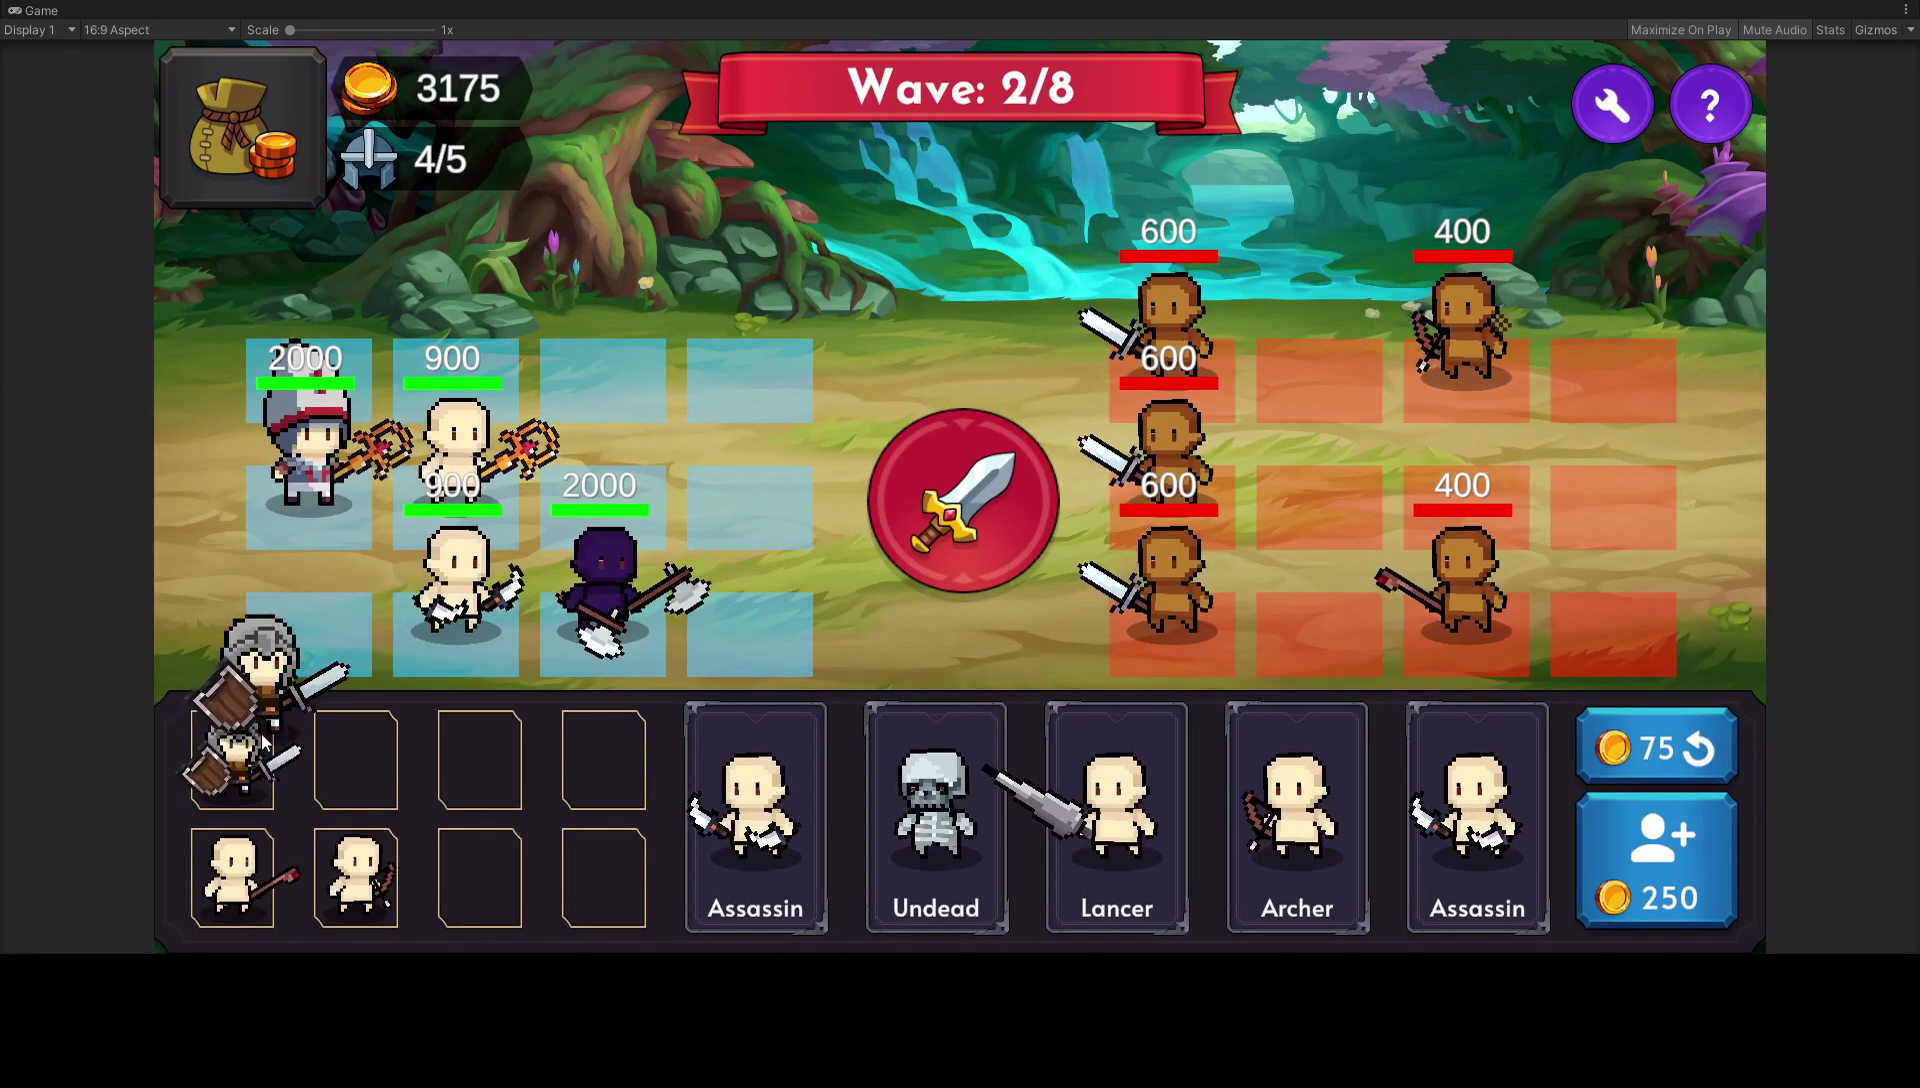 Game
Display 1
16:9 Aspect
Scale
1x
Maximize On Play
Mute Audio
Stats
Gizmos
3175
4/5
Wave: 2/8
?
600
400
2000
900
600
900
2000
600
400
Assassin
Undead
Lancer
Archer
Assassin
75
250